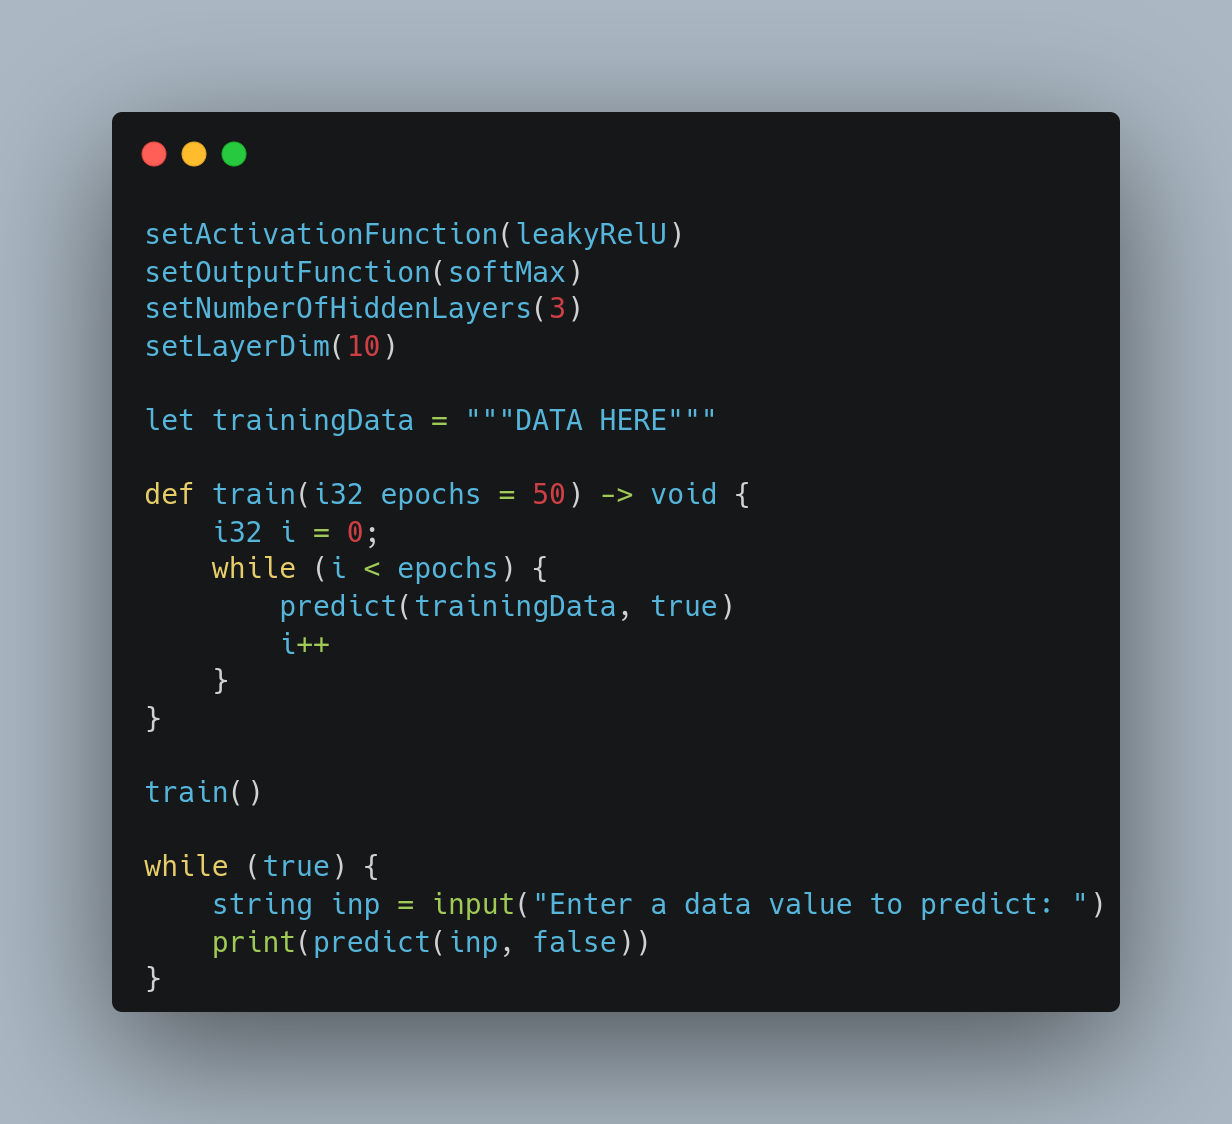 setActivationFunction(leakyRelU)
setOutputFunction(softMax)
setNumberOfHiddenLayers(3)
setLayerDim(10)

let trainingData = """DATA HERE"""

def train(i32 epochs = 50) -> void {
    i32 i = 0;
    while (i < epochs) {
        predict(trainingData, true)
        i++
    }
}

train()

while (true) {
    string inp = input("Enter a data value to predict: ")
    print(predict(inp, false))
}